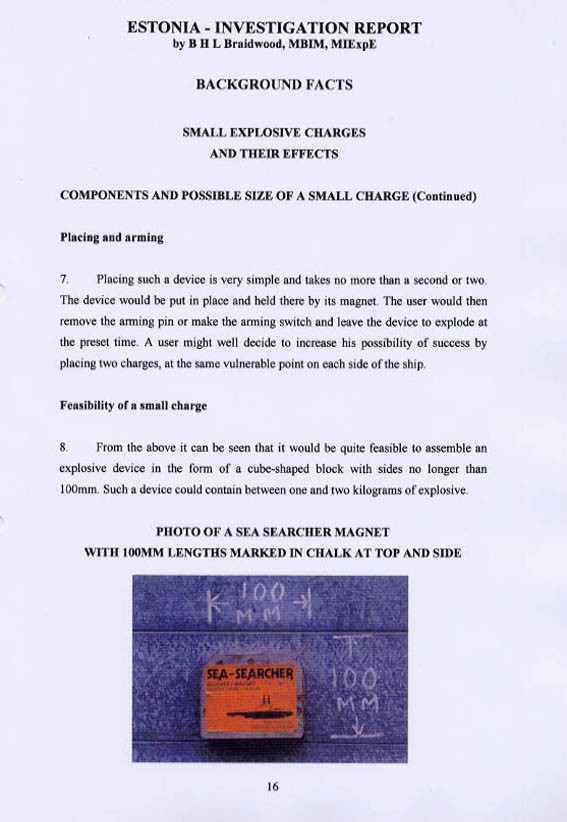 ESTONIA - INVESTIGATION REPORT
by B H L Braidwood, MBIM, MIExpE
BACKGROUND FACTS
SMALL EXPLOSIVE CHARGES
AND THEIR EFFECTS
COMPONENTS AND POSSIBLE SIZE OF A SMALL CHARGE (Continued)
Placing and arming
7. Placing such a device is very simple and takes no more than a second or two.
The device would be put in place and held there by its magnet. The user would then
remove the arming pin or make the arming switch and leave the device to explode at
the preset time. A user might well decide to increase his possibility of success by
placing two charges, at the same vulnerable point on each side of the ship.
Feasibility of a small charge
8. From the above it can be seen that it would be quite feasible to assemble an
explosive device in the form of a cube-shaped block with sides no longer than
100mm. Such a device could contain between one and two kilograms of explosive.
PHOTO OF A SEA SEARCHER MAGNET
WITH 100MM LENGTHS MARKED IN CHALK AT TOP AND SIDE
100
MM
SEA-SEARCHER
RECOVERY MAGNET
100
MM
16